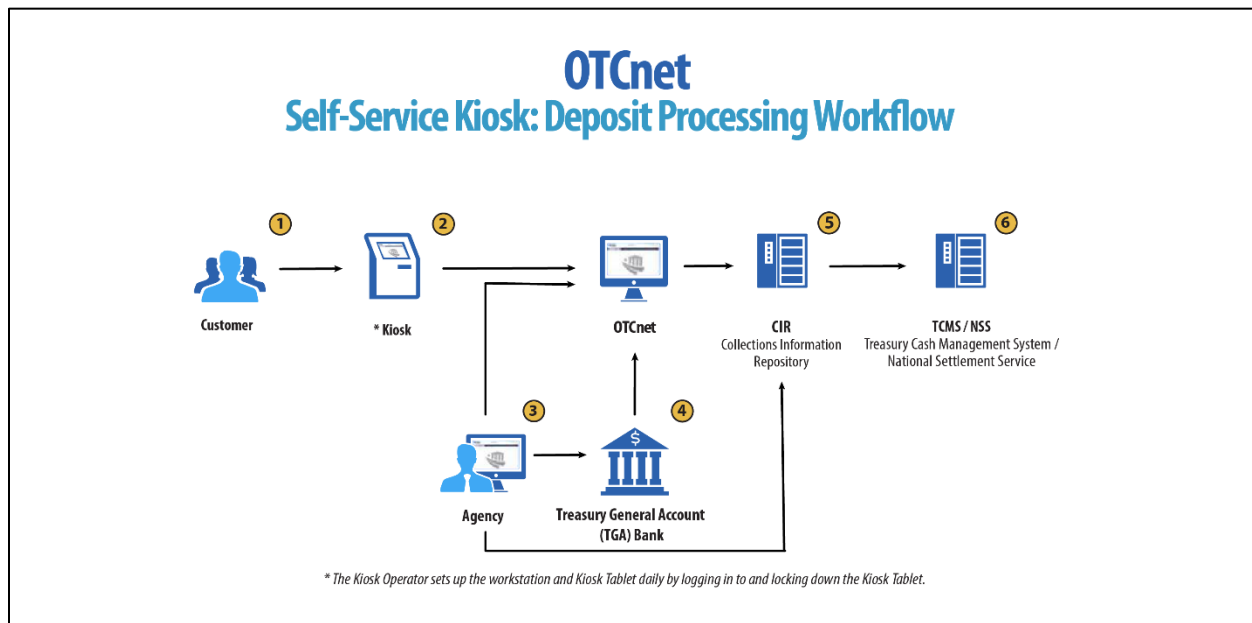 OTCnet
Self-Service Kiosk: Deposit Processing Workflow
1
2
5
6
Customer
* Kiosk
OTCnet
CIR
Collections Information
Repository
TCMS / NSS
Treasury Cash Management System /
National Settlement Service
3
4
$
Agency
Treasury General Account
(TGA) Bank
* The Kiosk Operator sets up the workstation and Kiosk Tablet daily by logging in to and locking down the Kiosk Tablet.